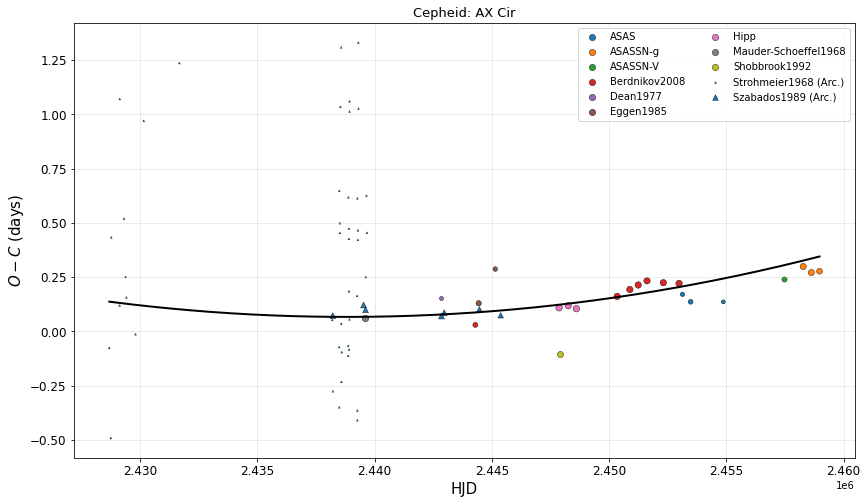 Cepheid: AX Cir
O − C (days)
1.25
1.00
0.75
0.50
0.25
0.00
−0.25
−0.50
ASAS
ASASSN-g
ASASSN-V
Berdnikov2008
Dean1977
Eggen1985
Hipp
Mauder-Schoeffel1968
Shobbrook1992
Strohmeier1968 (Arc.)
Szabados1989 (Arc.)
2.430 2.435 2.440 2.445 2.450 2.455 2.460
1e6
HJD